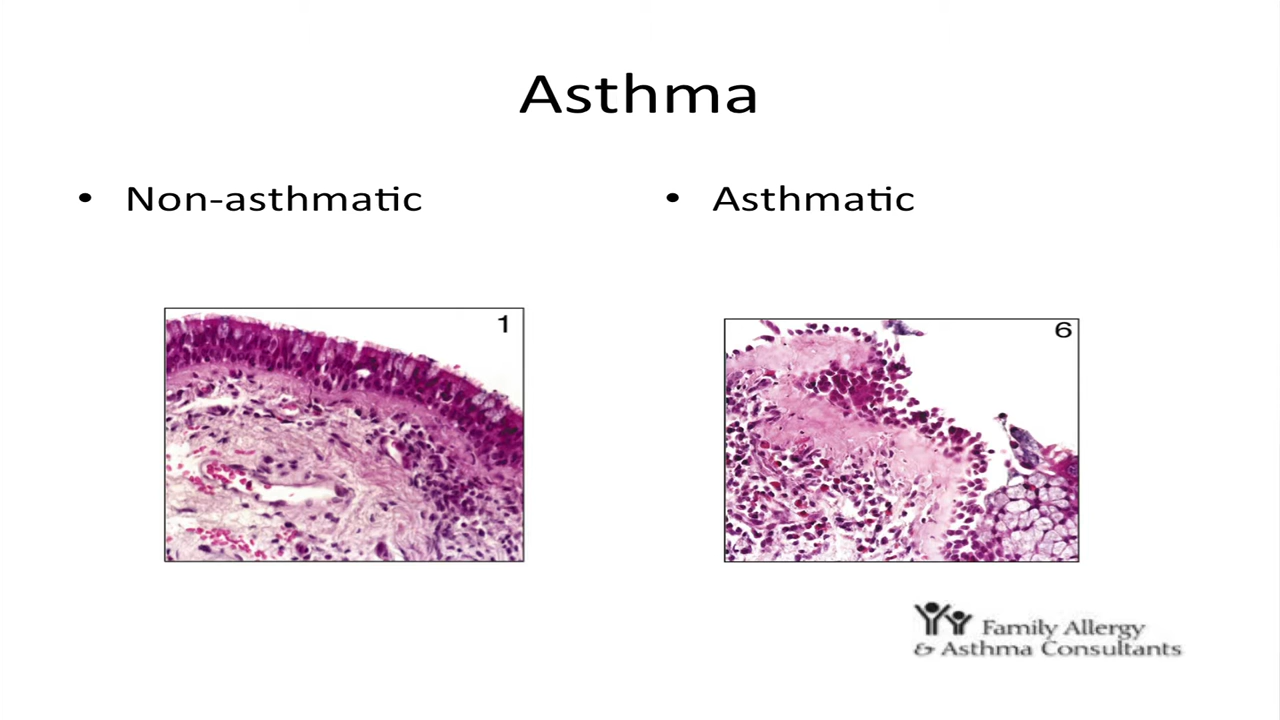 Asthma
• Non-asthmatic
• Asthmatic
1
6
Family Allergy
& Asthma Consultants